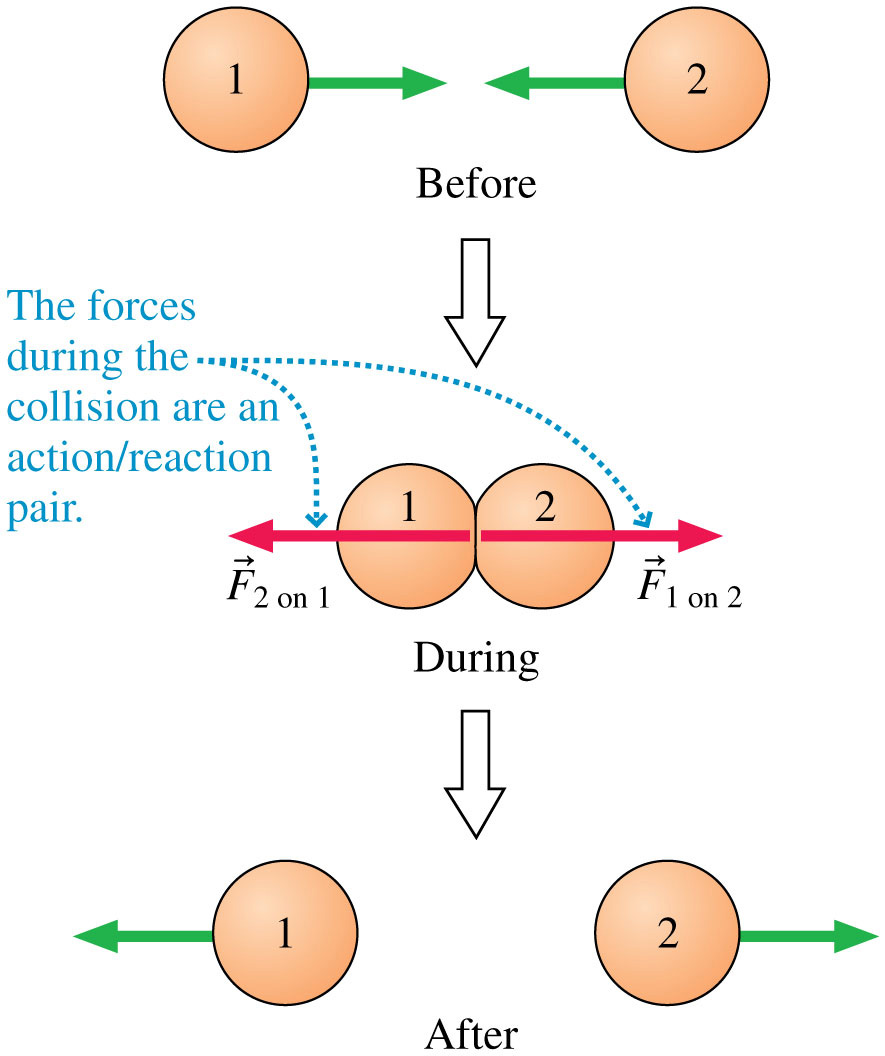 1 2
Before
The forces
during the
collision are an
action/reaction
pair.
1 2
F⃗2 on 1 F⃗1 on 2
During
1 2
After